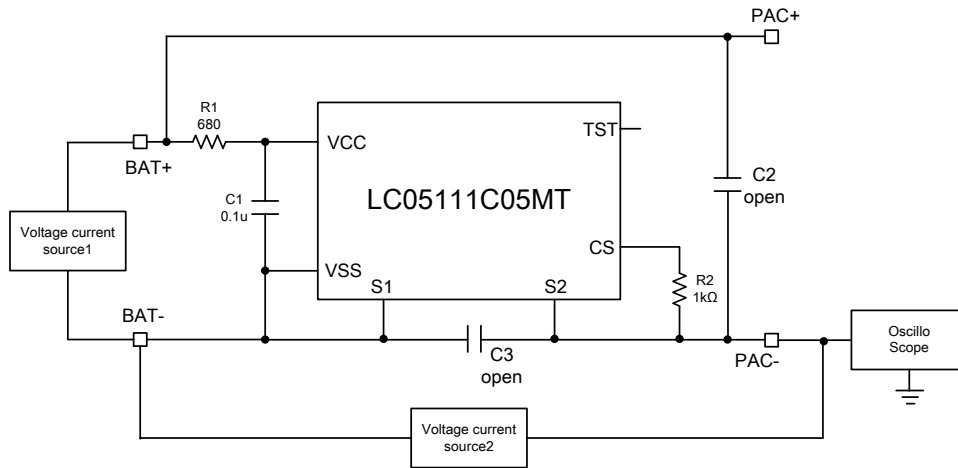 PAC+
R1
680
BAT+
VCC
TST
C1
0.1u
LC05111C05MT
C2
open
Voltage current
source1
CS
VSS
R2
1kΩ
S1
S2
BAT-
C3
open
PAC-
Oscillo
Scope
Voltage current
source2